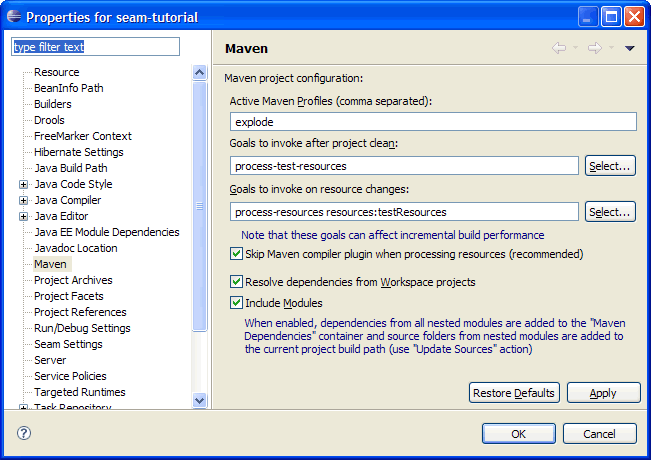 Properties for seam-tutorial
type filter text
Resource
BeanInfo Path
Builders
Drools
FreeMarker Context
Hibernate Settings
Java Build Path
Java Code Style
Java Compiler
Java Editor
Java EE Module Dependencies
Javadoc Location
Maven
Project Archives
Project Facets
Project References
Run/Debug Settings
Seam Settings
Server
Service Policies
Targeted Runtimes
Task Repository
Maven
Maven project configuration:
Active Maven Profiles (comma separated):
explode
Goals to invoke after project clean:
process-test-resources
Select...
Goals to invoke on resource changes:
process-resources resources:testResources
Select...
Note that these goals can affect incremental build performance
Skip Maven compiler plugin when processing resources (recommended)
Resolve dependencies from Workspace projects
Include Modules
When enabled, dependencies from all nested modules are added to the "Maven
Dependencies" container and source folders from nested modules are added to
the current project build path (use "Update Sources" action)
Restore Defaults
Apply
?
OK
Cancel